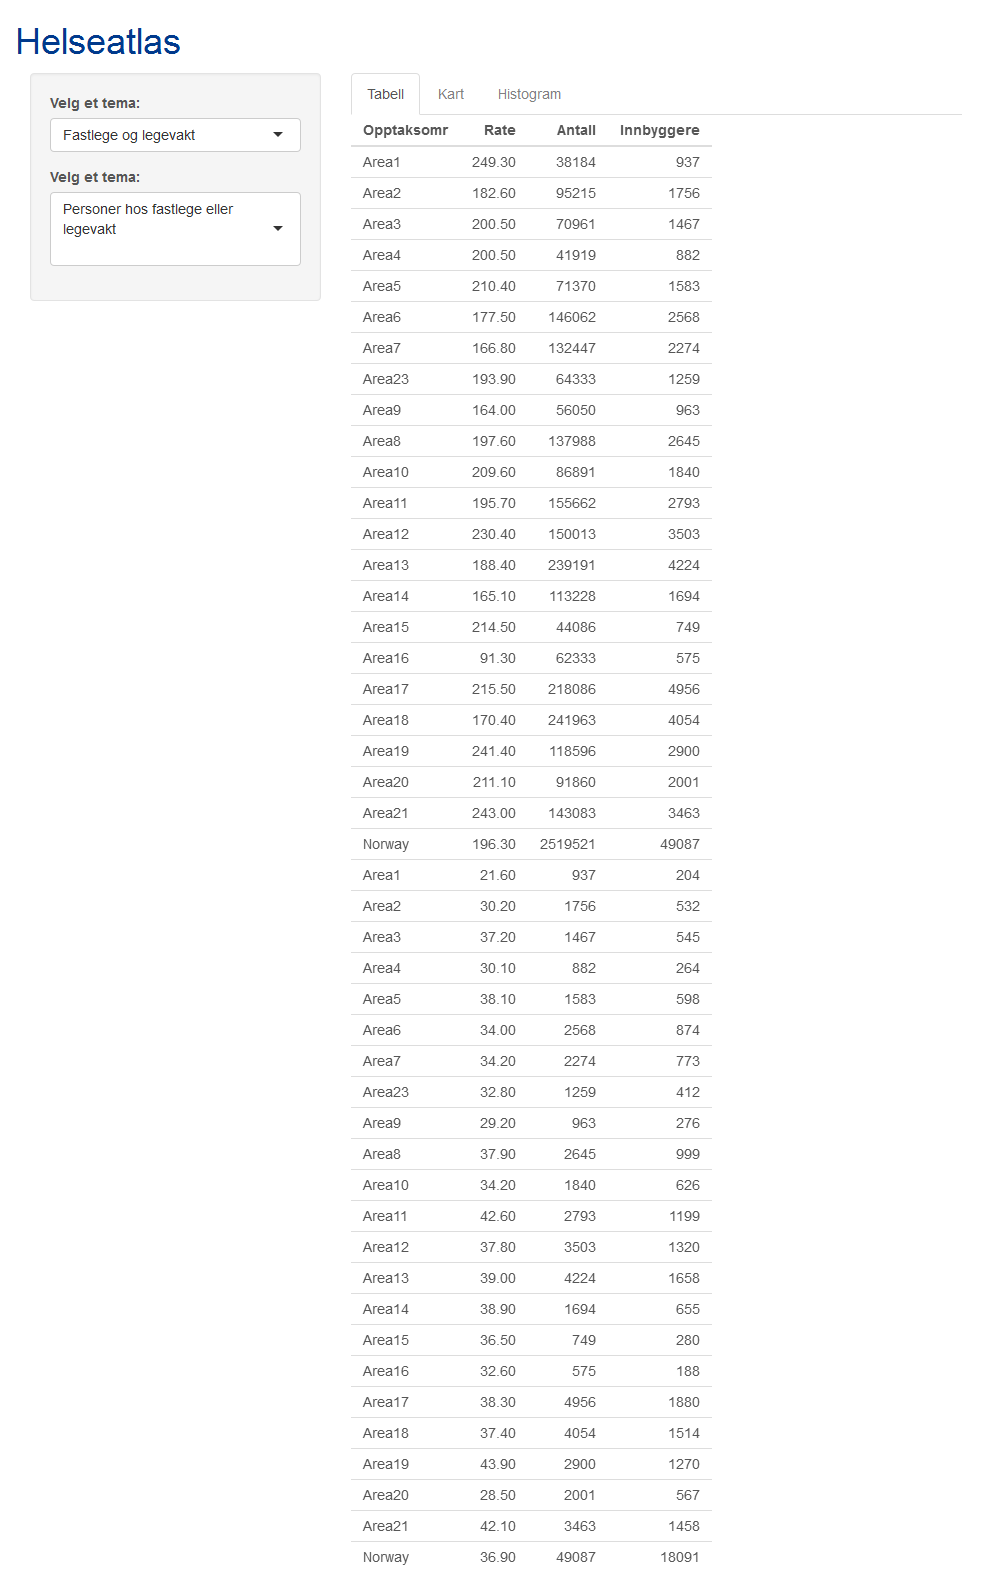 Helseatlas
Velg et tema:
Fastlege og legevakt
Velg et tema:
Personer hos fastlege eller
legevakt
Tabell Kart Histogram
Opptaksomr Rate Antall Innbyggere
Area1 249.30 38184 937
Area2 182.60 95215 1756
Area3 200.50 70961 1467
Area4 200.50 41919 882
Area5 210.40 71370 1583
Area6 177.50 146062 2568
Area7 166.80 132447 2274
Area23 193.90 64333 1259
Area9 164.00 56050 963
Area8 197.60 137988 2645
Area10 209.60 86891 1840
Area11 195.70 155662 2793
Area12 230.40 150013 3503
Area13 188.40 239191 4224
Area14 165.10 113228 1694
Area15 214.50 44086 749
Area16 91.30 62333 575
Area17 215.50 218086 4956
Area18 170.40 241963 4054
Area19 241.40 118596 2900
Area20 211.10 91860 2001
Area21 243.00 143083 3463
Norway 196.30 2519521 49087
Area1 21.60 937 204
Area2 30.20 1756 532
Area3 37.20 1467 545
Area4 30.10 882 264
Area5 38.10 1583 598
Area6 34.00 2568 874
Area7 34.20 2274 773
Area23 32.80 1259 412
Area9 29.20 963 276
Area8 37.90 2645 999
Area10 34.20 1840 626
Area11 42.60 2793 1199
Area12 37.80 3503 1320
Area13 39.00 4224 1658
Area14 38.90 1694 655
Area15 36.50 749 280
Area16 32.60 575 188
Area17 38.30 4956 1880
Area18 37.40 4054 1514
Area19 43.90 2900 1270
Area20 28.50 2001 567
Area21 42.10 3463 1458
Norway 36.90 49087 18091